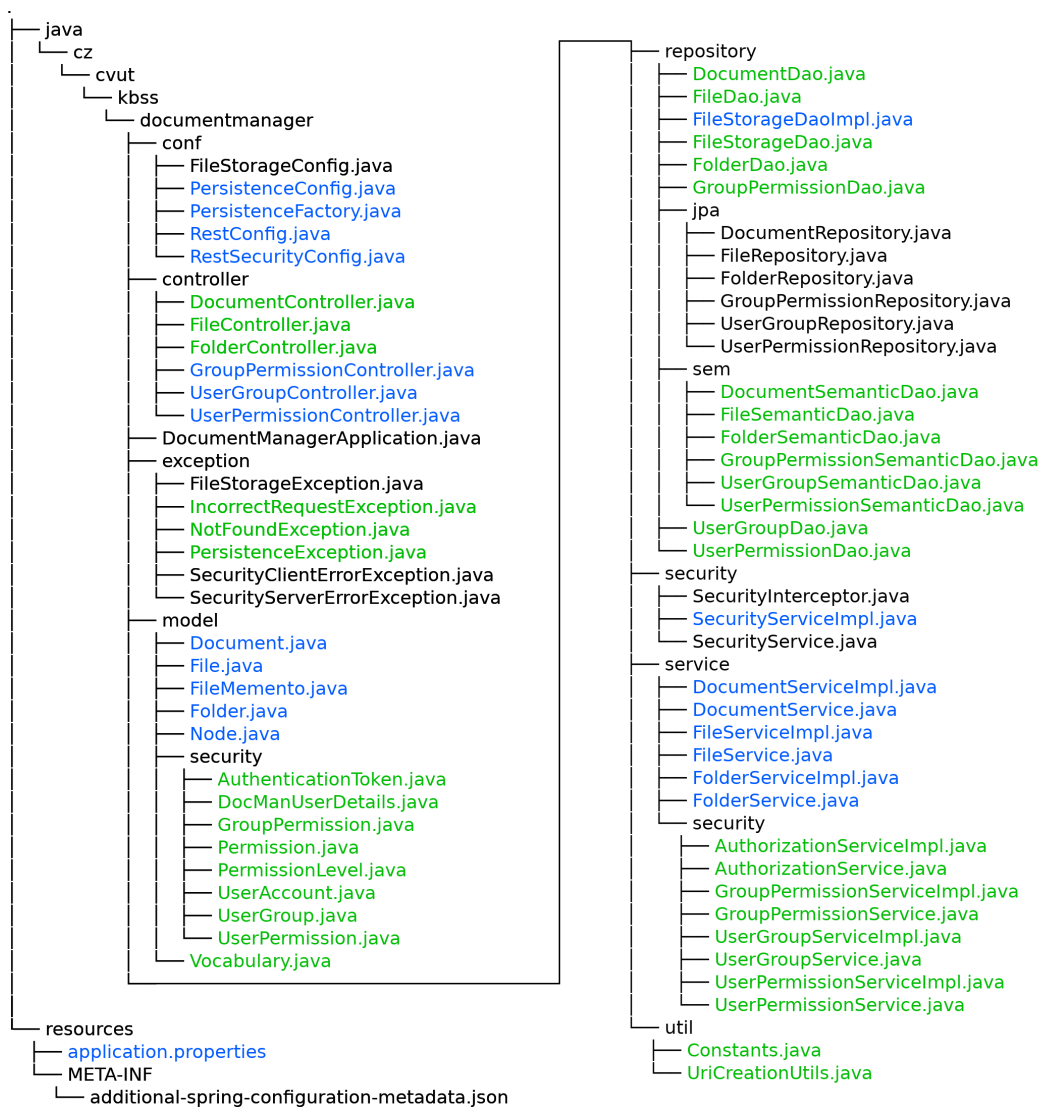 .
java
cz
cvut
kbss
documentmanager
conf
FileStorageConfig.java
PersistenceConfig.java
PersistenceFactory.java
RestConfig.java
RestSecurityConfig.java
controller
DocumentController.java
FileController.java
FolderController.java
GroupPermissionController.java
UserGroupController.java
UserPermissionController.java
DocumentManagerApplication.java
exception
FileStorageException.java
IncorrectRequestException.java
NotFoundException.java
PersistenceException.java
SecurityClientErrorException.java
SecurityServerErrorException.java
model
Document.java
File.java
FileMemento.java
Folder.java
Node.java
security
AuthenticationToken.java
DocManUserDetails.java
GroupPermission.java
Permission.java
PermissionLevel.java
UserAccount.java
UserGroup.java
UserPermission.java
Vocabulary.java
repository
DocumentDao.java
FileDao.java
FileStorageDaoImpl.java
FileStorageDao.java
FolderDao.java
GroupPermissionDao.java
jpa
DocumentRepository.java
FileRepository.java
FolderRepository.java
GroupPermissionRepository.java
UserGroupRepository.java
UserPermissionRepository.java
sem
DocumentSemanticDao.java
FileSemanticDao.java
FolderSemanticDao.java
GroupPermissionSemanticDao.java
UserGroupSemanticDao.java
UserPermissionSemanticDao.java
UserGroupDao.java
UserPermissionDao.java
security
SecurityInterceptor.java
SecurityServiceImpl.java
SecurityService.java
service
DocumentServiceImpl.java
DocumentService.java
FileServiceImpl.java
FileService.java
FolderServiceImpl.java
FolderService.java
security
AuthorizationServiceImpl.java
AuthorizationService.java
GroupPermissionServiceImpl.java
GroupPermissionService.java
UserGroupServiceImpl.java
UserGroupService.java
UserPermissionServiceImpl.java
UserPermissionService.java
util
Constants.java
UriCreationUtils.java
resources
application.properties
META-INF
additional-spring-configuration-metadata.json